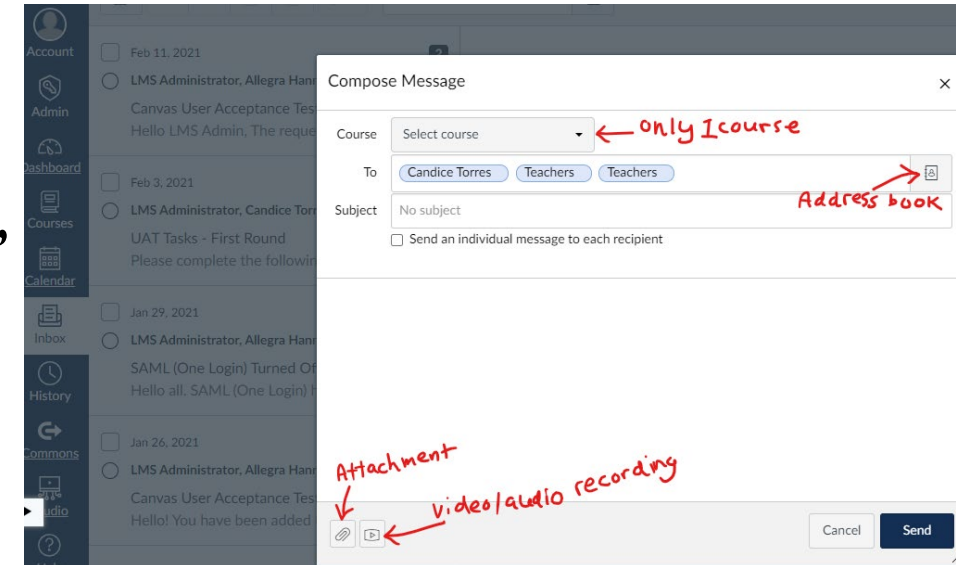 Account
Admin
Dashboard
Courses
Calendar
Inbox
History
Commons
Feb 11, 2021
2
LMS Administrator, Allegra Hann
Canvas User Acceptance Tes
Hello LMS Admin, The reque
Feb 3, 2021
LMS Administrator, Candice Torr
UAT Tasks - First Round
Please complete the followin
Jan 29, 2021
LMS Administrator, Allegra Hann
SAML (One Login) Turned Of
Hello all. SAML (One Login) h
Jan 26, 2021
LMS Administrator, Allegra Hann
Canvas User Acceptance Tes
Hello! You have been added
Compose Message
Course Select course only 1 course
To Candice Torres Teachers Teachers
Address book
Subject No subject
Send an individual message to each recipient
Attachment
video/audio recording
Cancel Send